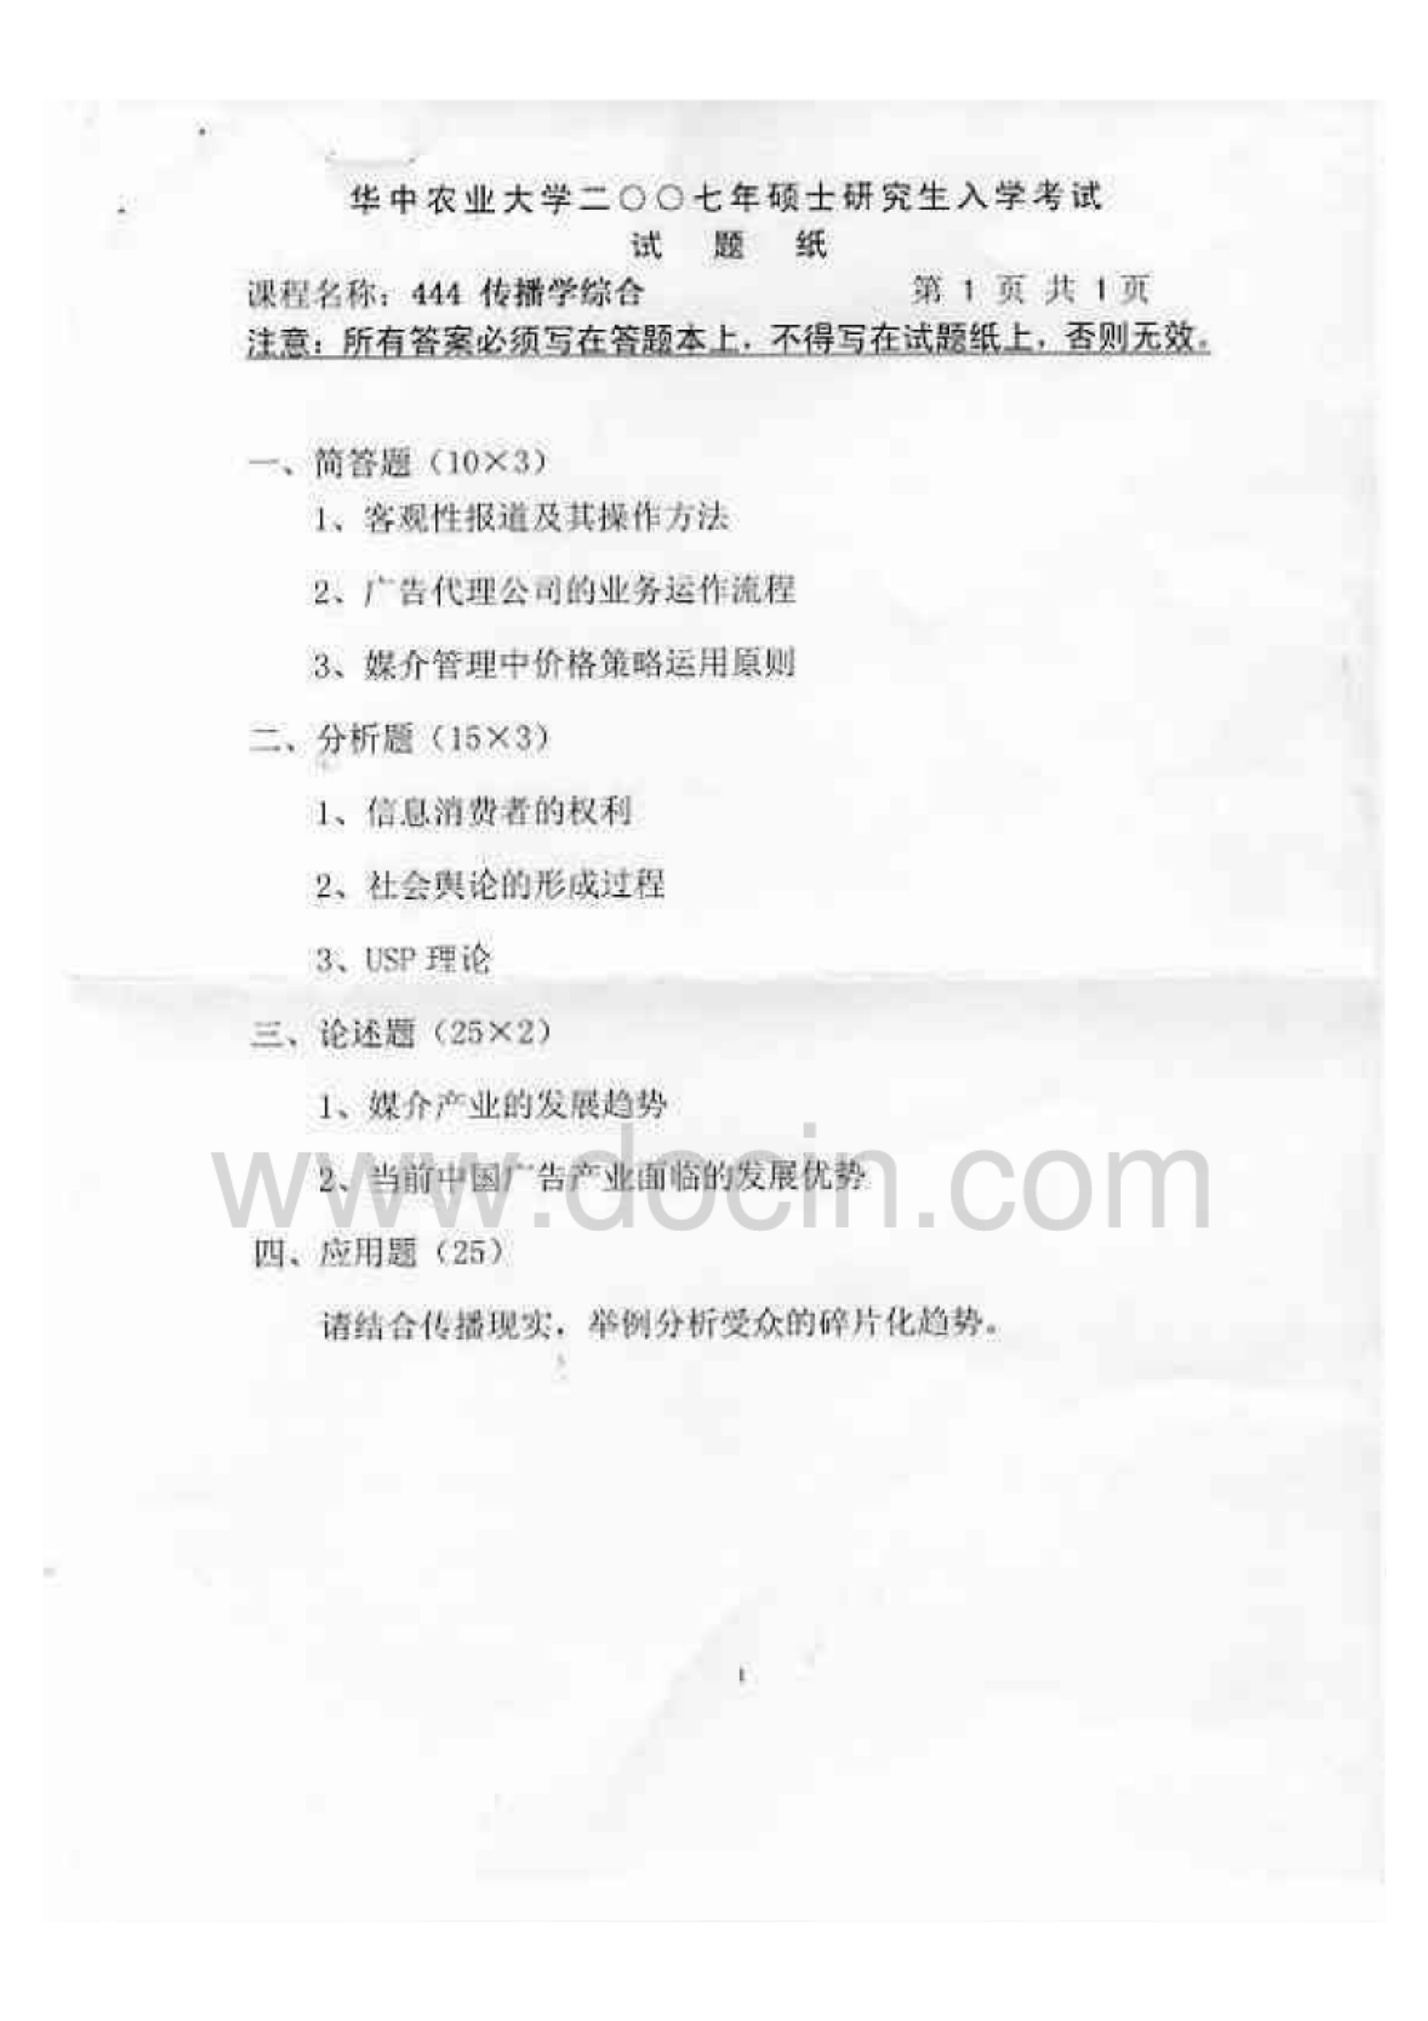 华中农业大学二〇〇七年硕士研究生入学考试
试 题 纸
课程名称：444 传播学综合 第 1 页 共 1 页
注意：所有答案必须写在答题本上，不得写在试题纸上，否则无效。
一、简答题（10×3）
1、客观性报道及其操作方法
2、广告代理公司的业务运作流程
3、媒介管理中价格策略运用原则
二、分析题（15×3）
1、信息消费者的权利
2、社会舆论的形成过程
3、USP 理论
三、论述题（25×2）
1、媒介产业的发展趋势
2、当前中国广告产业面临的发展优势
www.docin.com
四、应用题（25）
请结合传播现实，举例分析受众的碎片化趋势。
1